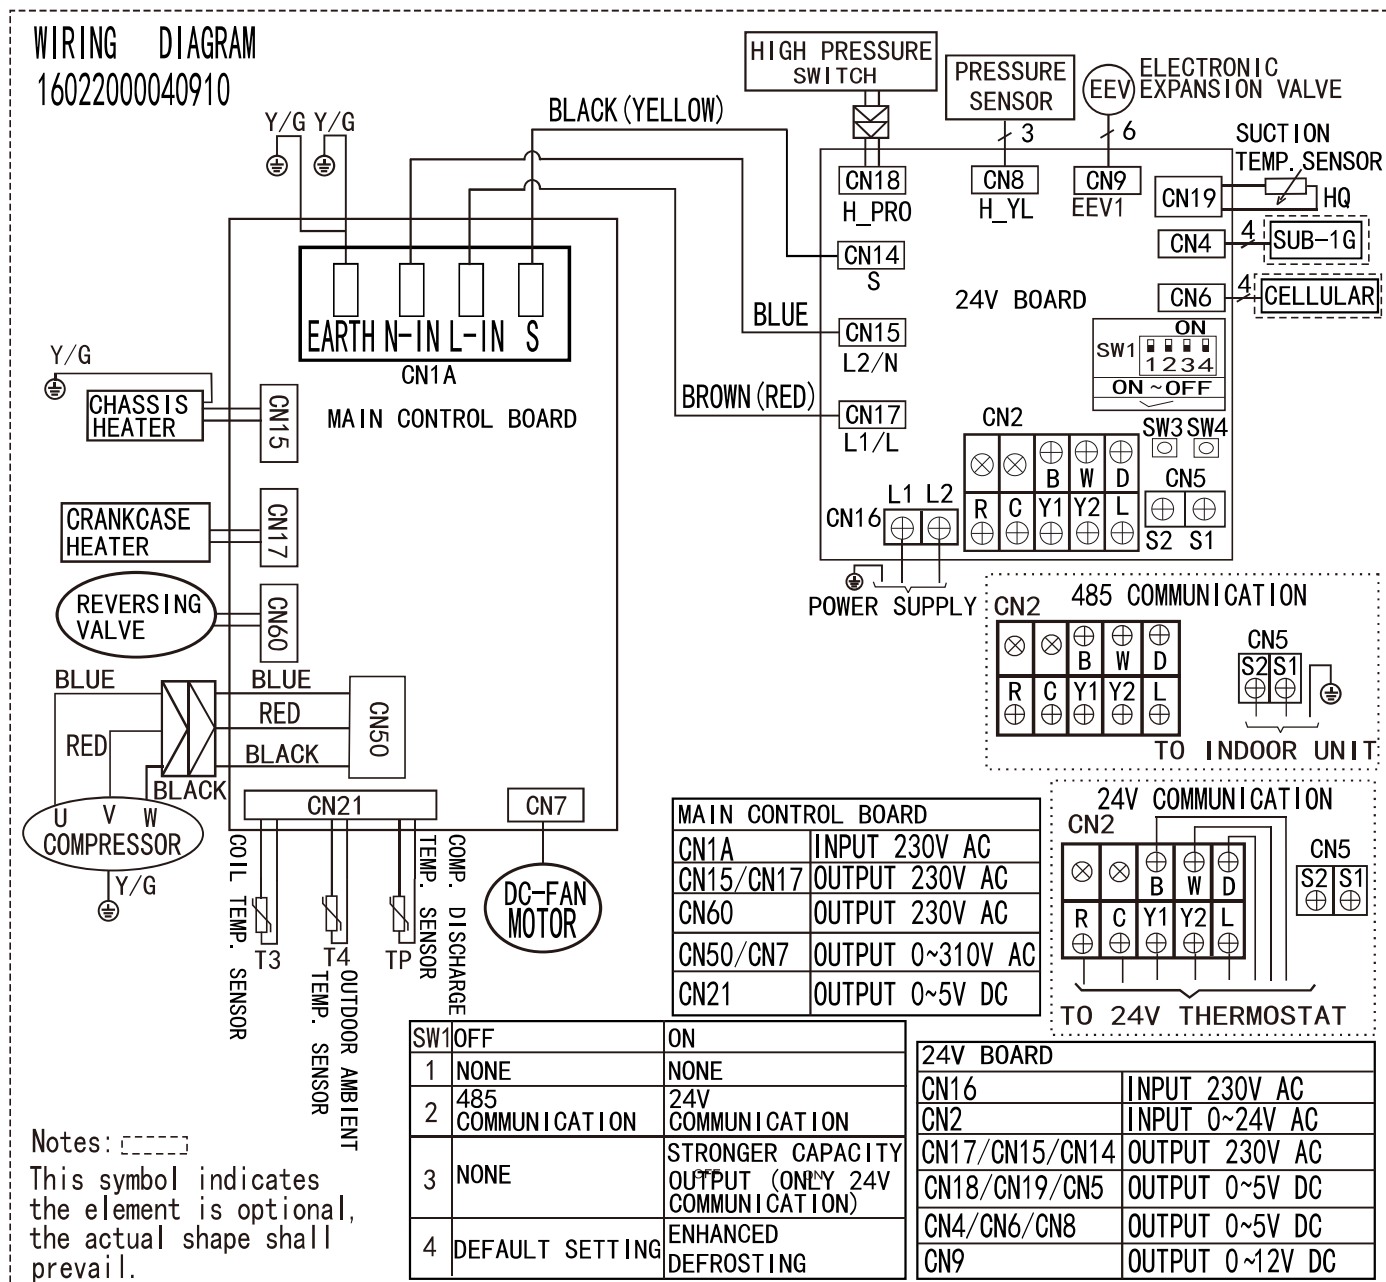 WIRING DIAGRAM
16022000040910
HIGH PRESSURE
SWITCH
PRESSURE
SENSOR
EEV
ELECTRONIC
EXPANSION VALVE
3
6
SUCTION
TEMP. SENSOR
HQ
Y/G Y/G
BLACK(YELLOW)
CN18
H_PRO
CN8
H_YL
CN9
EEV1
CN19
CN4
4
SUB-1G
CN6
4
CELLULAR
CN14
S
24V BOARD
BLUE
CN15
L2/N
BROWN(RED)
CN17
L1/L
SW1
ON
1234
ON~OFF
SW3 SW4
CN2
B W D
R C Y1 Y2 L
CN5
S2 S1
CN16
L1 L2
POWER SUPPLY
EARTH N-IN L-IN S
CN1A
MAIN CONTROL BOARD
Y/G
CHASSIS
HEATER
CN15
CRANKCASE
HEATER
CN17
REVERSING
VALVE
CN60
BLUE
BLUE
RED
RED
BLACK
BLACK
CN50
U V W
COMPRESSOR
Y/G
CN21
CN7
DC-FAN
MOTOR
COIL TEMP. SENSOR
T3
T4
OUTDOOR AMBIENT
TEMP. SENSOR
TP
COMP. DISCHARGE
TEMP. SENSOR
485 COMMUNICATION
CN2
B W D
R C Y1 Y2 L
CN5
S2 S1
TO INDOOR UNIT
24V COMMUNICATION
CN2
B W D
R C Y1 Y2 L
CN5
S2 S1
TO 24V THERMOSTAT
MAIN CONTROL BOARD
CN1A INPUT 230V AC
CN15/CN17 OUTPUT 230V AC
CN60 OUTPUT 230V AC
CN50/CN7 OUTPUT 0~310V AC
CN21 OUTPUT 0~5V DC
SW1 OFF ON
1 NONE NONE
2 485 COMMUNICATION 24V COMMUNICATION
3 NONE STRONGER CAPACITY
OUTPUT (ONLY 24V
COMMUNICATION)
OFF ON
4 DEFAULT SETTING ENHANCED
DEFROSTING
24V BOARD
CN16 INPUT 230V AC
CN2 INPUT 0~24V AC
CN17/CN15/CN14 OUTPUT 230V AC
CN18/CN19/CN5 OUTPUT 0~5V DC
CN4/CN6/CN8 OUTPUT 0~5V DC
CN9 OUTPUT 0~12V DC
Notes:
This symbol indicates
the element is optional,
the actual shape shall
prevail.